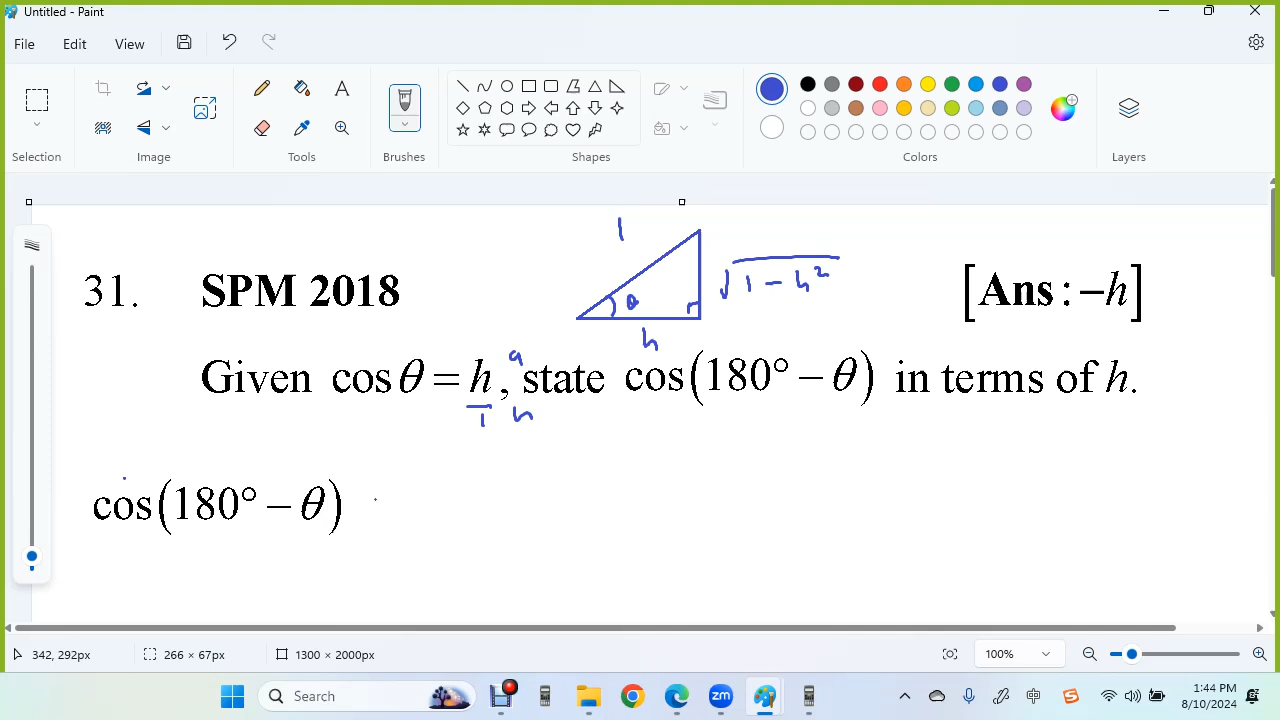 Untitled - Paint
File Edit View
Selection Image Tools Brushes Shapes Colors Layers
1
31. SPM 2018 θ √1 - h² [Ans : –h]
h
a
Given cos θ = h, state cos(180° – θ) in terms of h.
1 h
cos(180° – θ)
342, 292px 266 × 67px 1300 × 2000px 100%
Search zm 中 S 1:44 PM
8/10/2024